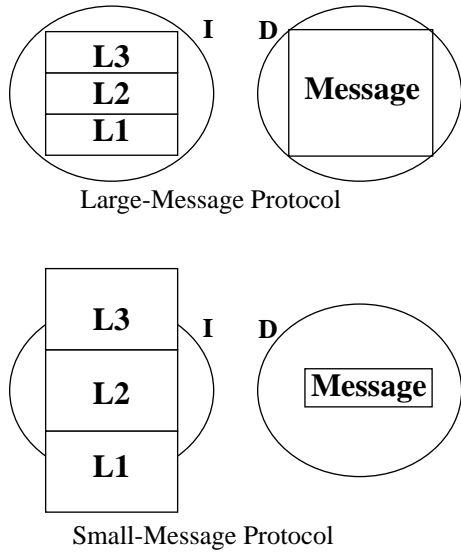 I D
L3
L2
L1
Message
Large-Message Protocol
I D
L3
L2
L1
Message
Small-Message Protocol